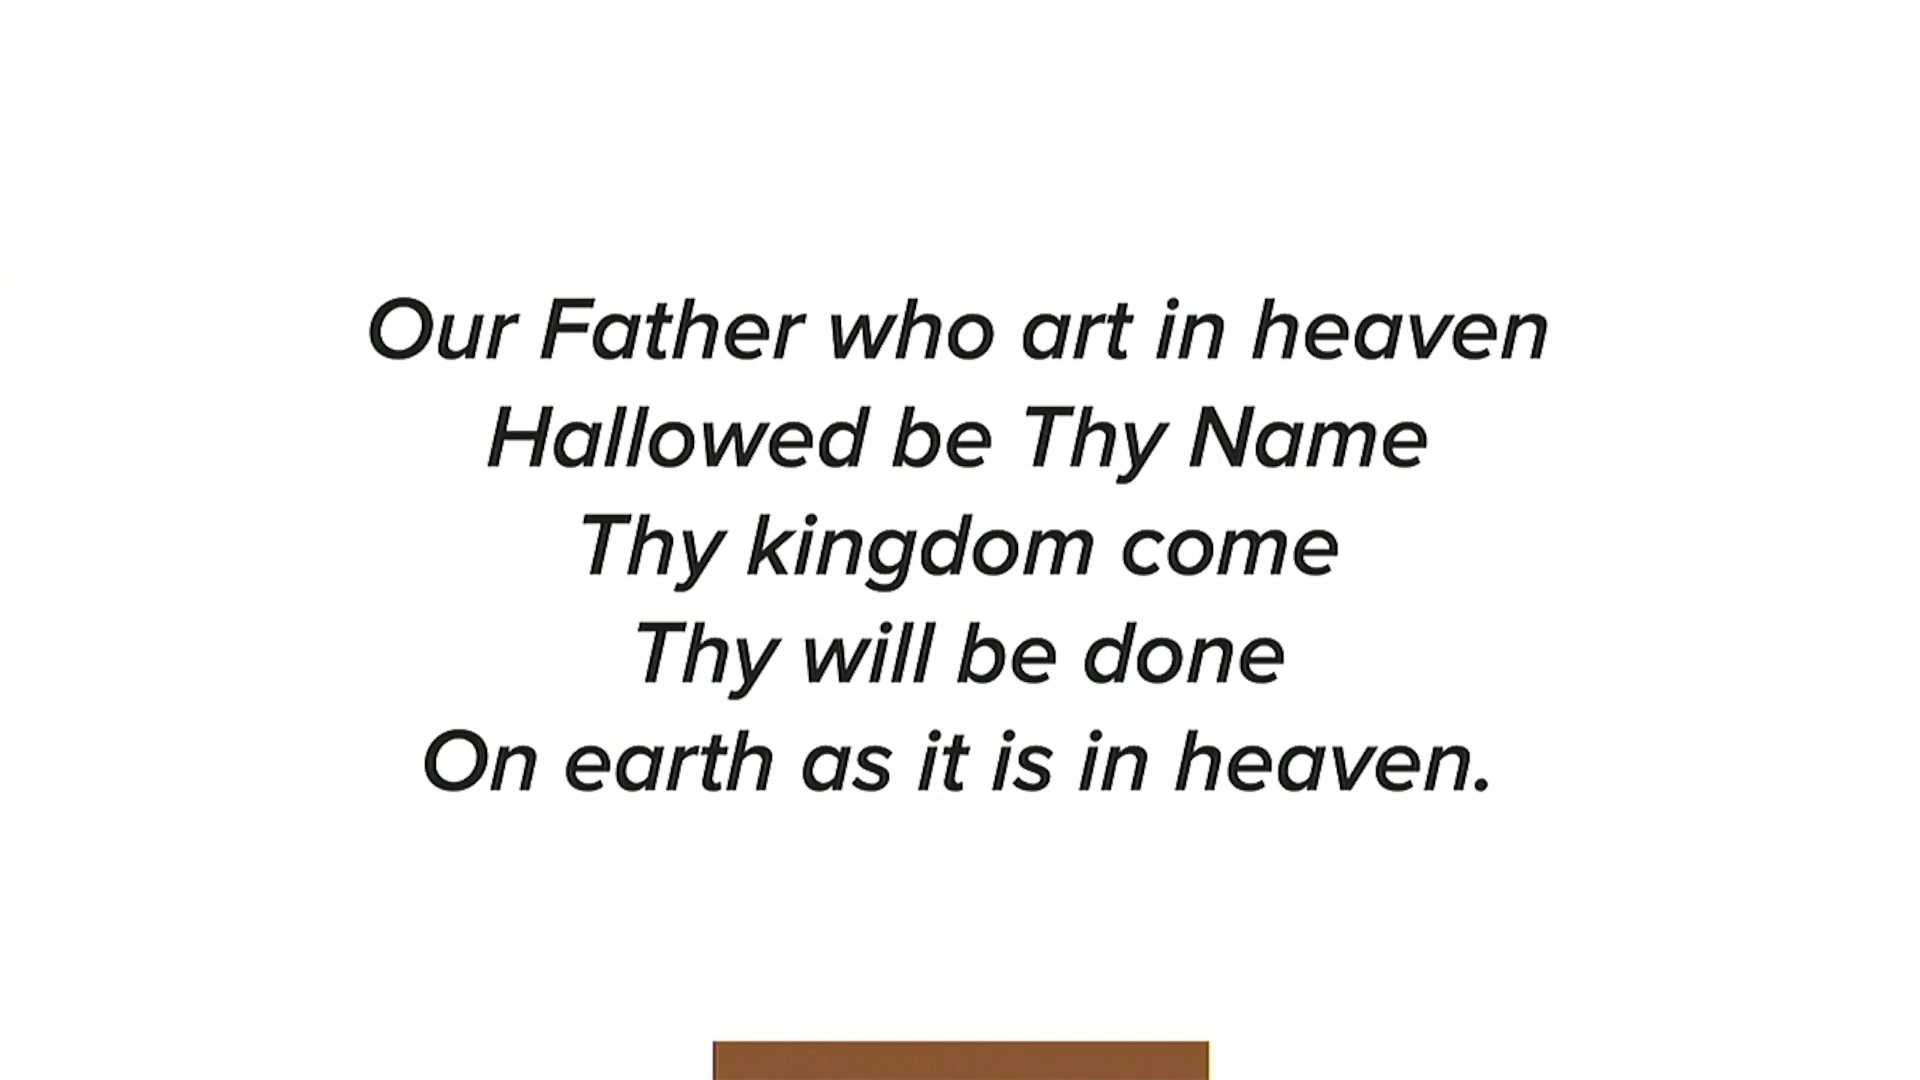 Our Father who art in heaven
Hallowed be Thy Name
Thy kingdom come
Thy will be done
On earth as it is in heaven.